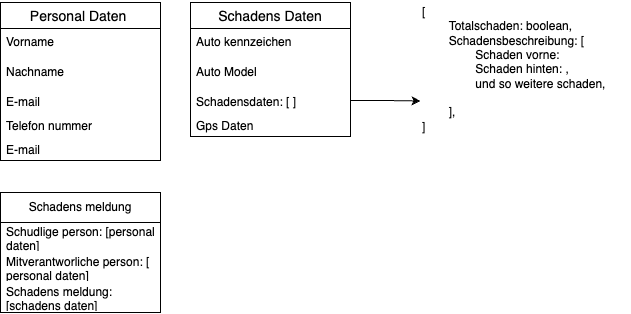 Personal Daten
Vorname
Nachname
E-mail
Telefon nummer
E-mail
Schadens Daten
Auto kennzeichen
Auto Model
Schadensdaten: [ ]
Gps Daten
[
Totalschaden: boolean,
Schadensbeschreibung: [
Schaden vorne:
Schaden hinten: ,
und so weitere schaden,
],
]
Schadens meldung
Schudlige person: [personal
daten]
Mitverantworliche person: [
personal daten]
Schadens meldung:
[schadens daten]